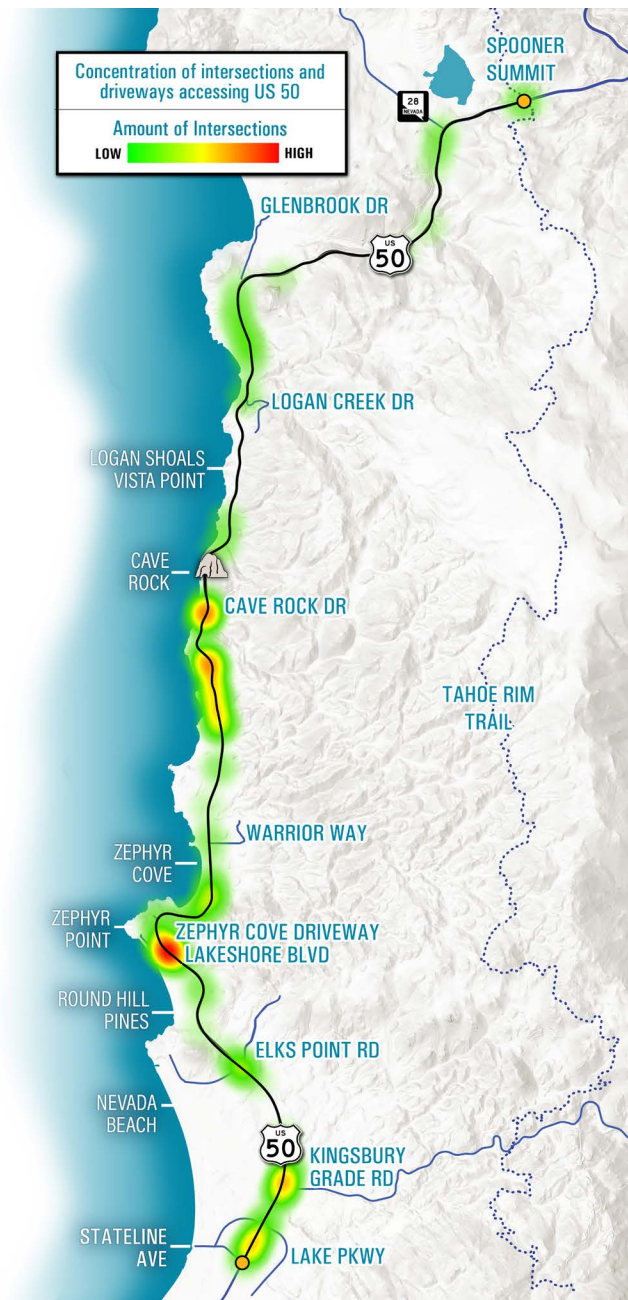 Concentration of intersections and
driveways accessing US 50
Amount of Intersections
LOW HIGH
SPOONER
SUMMIT
28
NEVADA
GLENBROOK DR
US
50
LOGAN CREEK DR
LOGAN SHOALS
VISTA POINT
CAVE
ROCK
CAVE ROCK DR
TAHOE RIM
TRAIL
WARRIOR WAY
ZEPHYR
COVE
ZEPHYR
POINT
ZEPHYR COVE DRIVEWAY
LAKESHORE BLVD
ROUND HILL
PINES
ELKS POINT RD
NEVADA
BEACH
US
50
KINGSBURY
GRADE RD
STATELINE
AVE
LAKE PKWY